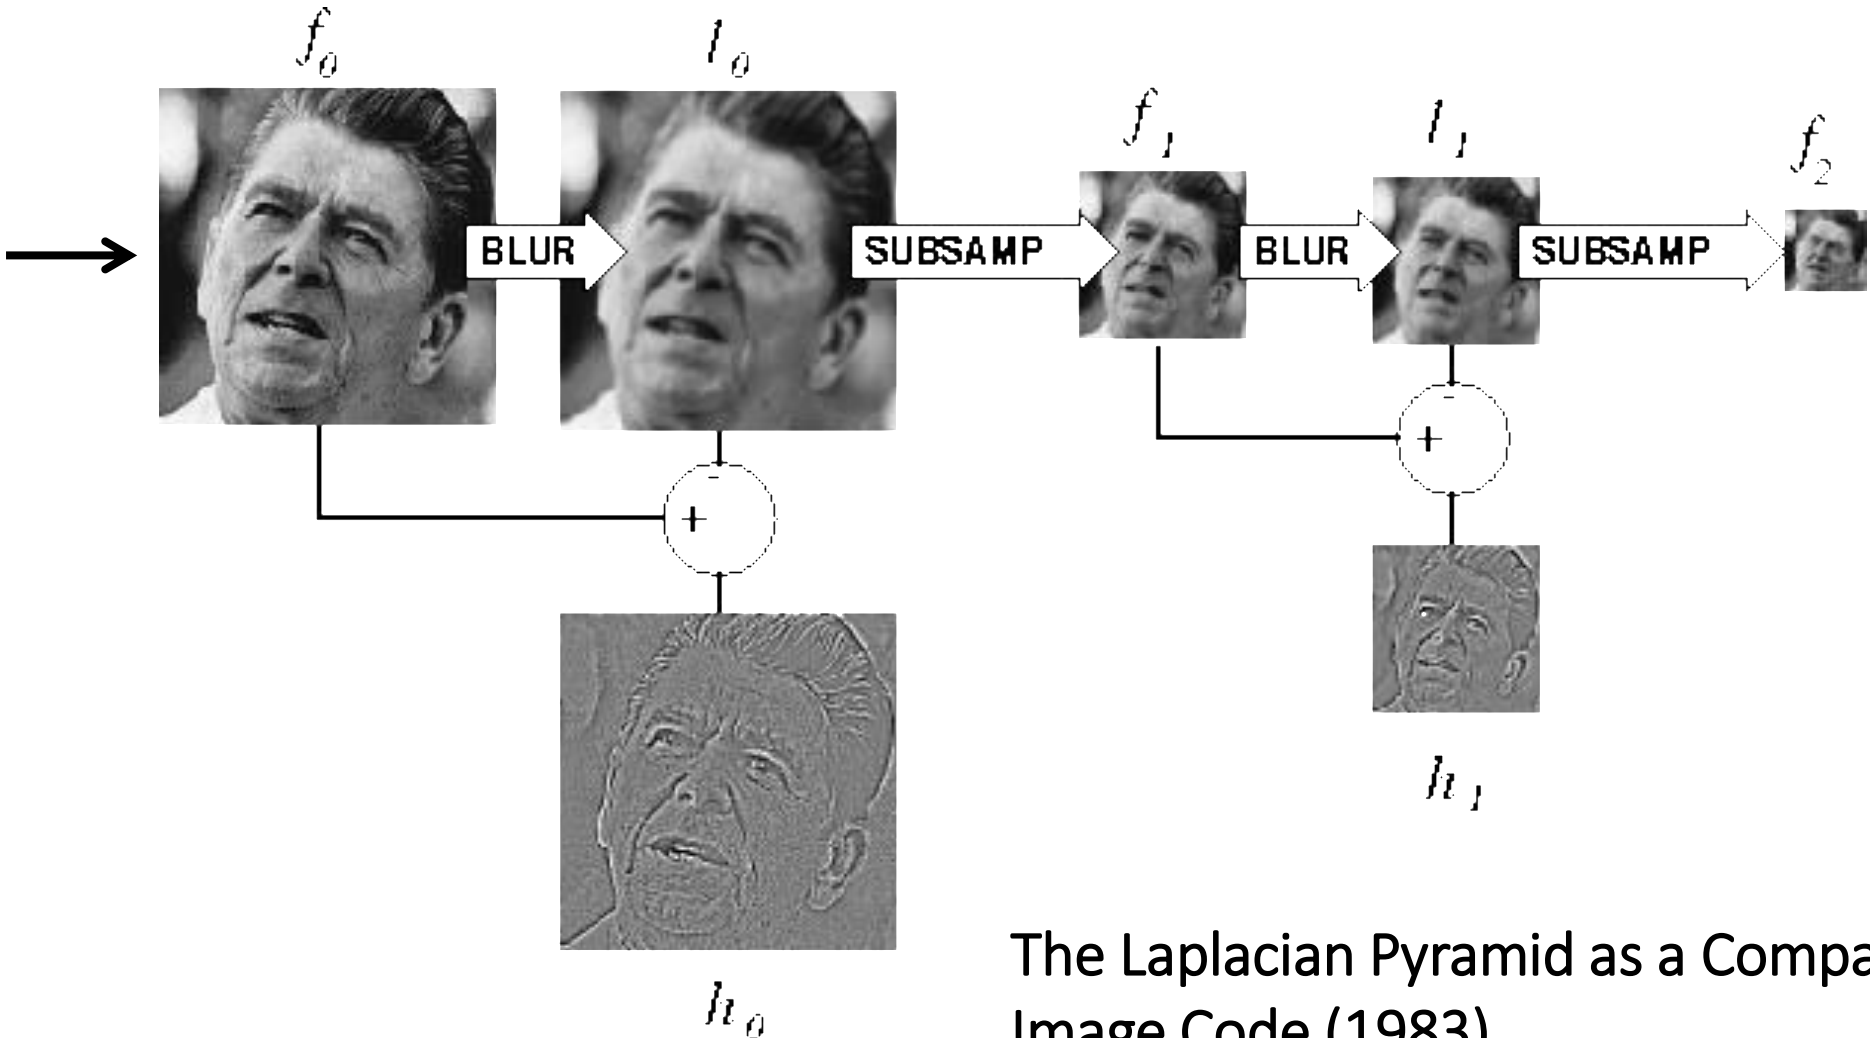 f0 l0
f1 l1 f2
BLUR SUBSAMP BLUR SUBSAMP
-
+
-
+
h1
The Laplacian Pyramid as a Compa
Image Code (1983)
h0